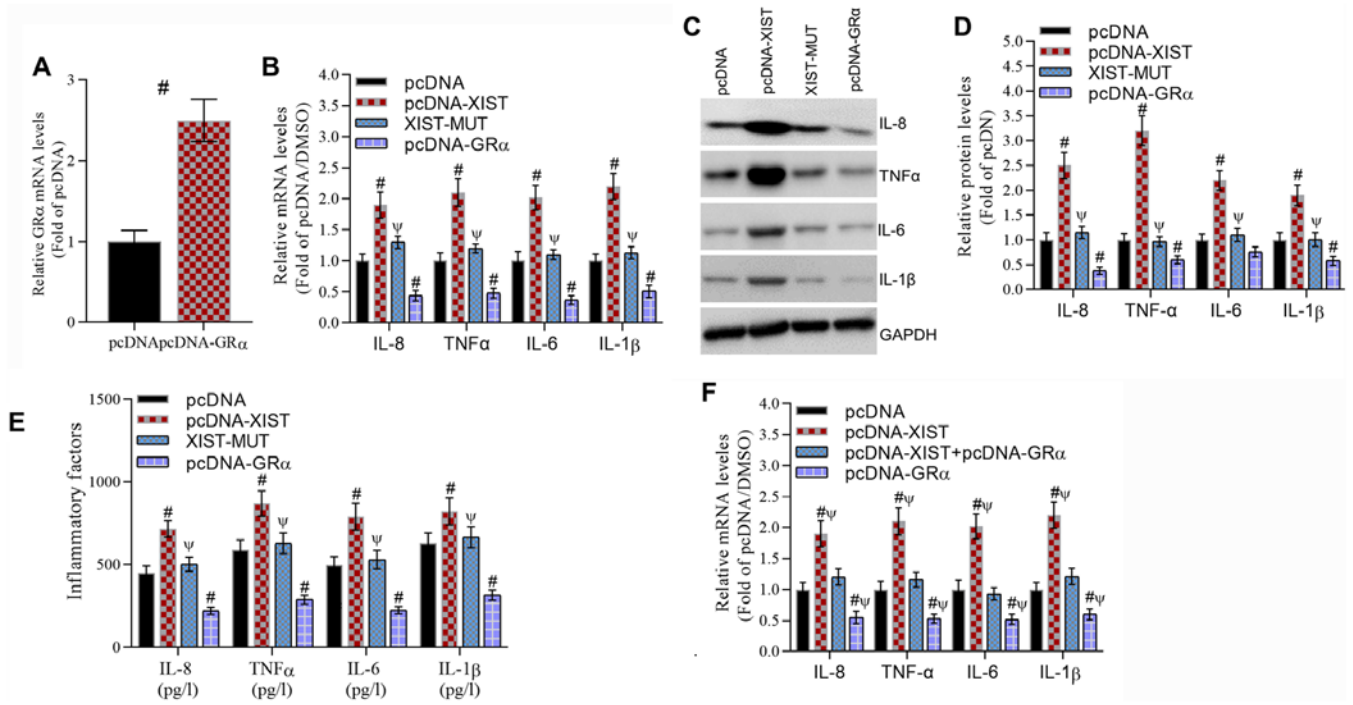 A
Relative GRα mRNA levels
(Fold of pcDNA)
3
2
1
0
#
pcDNApcDNA-GRα
B
pcDNA
pcDNA-XIST
XIST-MUT
pcDNA-GRα
Relative mRNA levels
(Fold of pcDNA/DMSO)
4.0
3.5
3.0
2.5
2.0
1.5
1.0
0.5
0.0
# ψ #
# ψ #
# ψ #
# ψ #
IL-8 TNFα IL-6 IL-1β
C
pcDNA
pcDNA-XIST
XIST-MUT
pcDNA-GRα
IL-8
TNFα
IL-6
IL-1β
GAPDH
D
pcDNA
pcDNA-XIST
XIST-MUT
pcDNA-GRα
Relative protein levels
(Fold of pcDN)
5.0
4.5
4.0
3.5
3.0
2.5
2.0
1.5
1.0
0.5
0.0
# ψ #
# ψ #
# ψ
# ψ #
IL-8 TNF-α IL-6 IL-1β
E
pcDNA
pcDNA-XIST
XIST-MUT
pcDNA-GRα
Inflammatory factors
1500
1000
500
0
# ψ #
# ψ #
# ψ #
# ψ #
IL-8 TNFα IL-6 IL-1β
(pg/l) (pg/l) (pg/l) (pg/l)
F
pcDNA
pcDNA-XIST
pcDNA-XIST+pcDNA-GRα
pcDNA-GRα
Relative mRNA levels
(Fold of pcDNA/DMSO)
4.0
3.5
3.0
2.5
2.0
1.5
1.0
0.5
0.0
#ψ #ψ
#ψ #ψ
#ψ #ψ
#ψ #ψ
IL-8 TNF-α IL-6 IL-1β